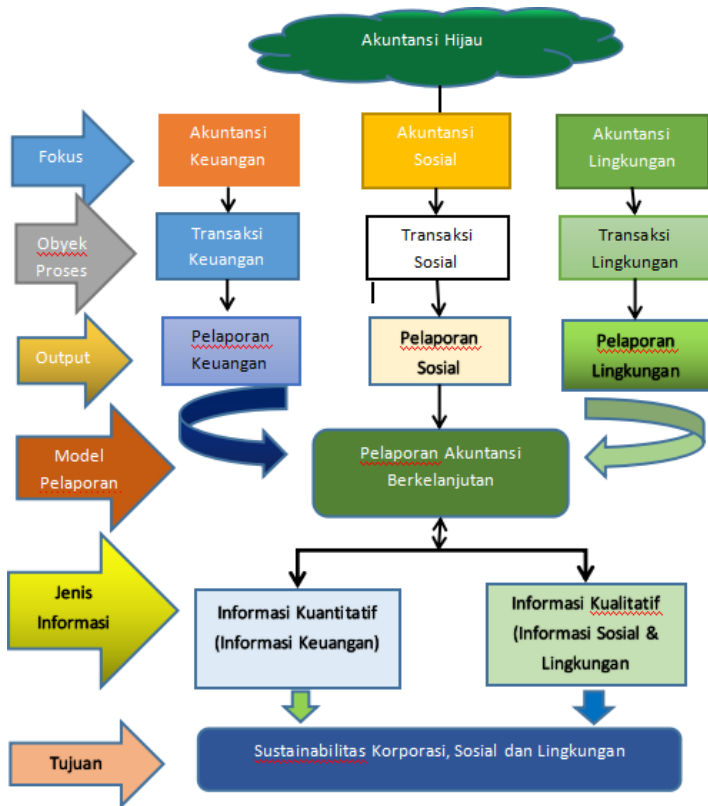 Akuntansi Hijau
Fokus
Akuntansi
Keuangan
Akuntansi
Sosial
Akuntansi
Lingkungan
Obyek
Proses
Transaksi
Keuangan
Transaksi
Sosial
Transaksi
Lingkungan
Output
Pelaporan
Keuangan
Pelaporan
Sosial
Pelaporan
Lingkungan
Model
Pelaporan
Pelaporan Akuntansi
Berkelanjutan
Jenis
Informasi
Informasi Kuantitatif
(Informasi Keuangan)
Informasi Kualitatif
(Informasi Sosial &
Lingkungan
Tujuan
Sustainabilitas Korporasi, Sosial dan Lingkungan